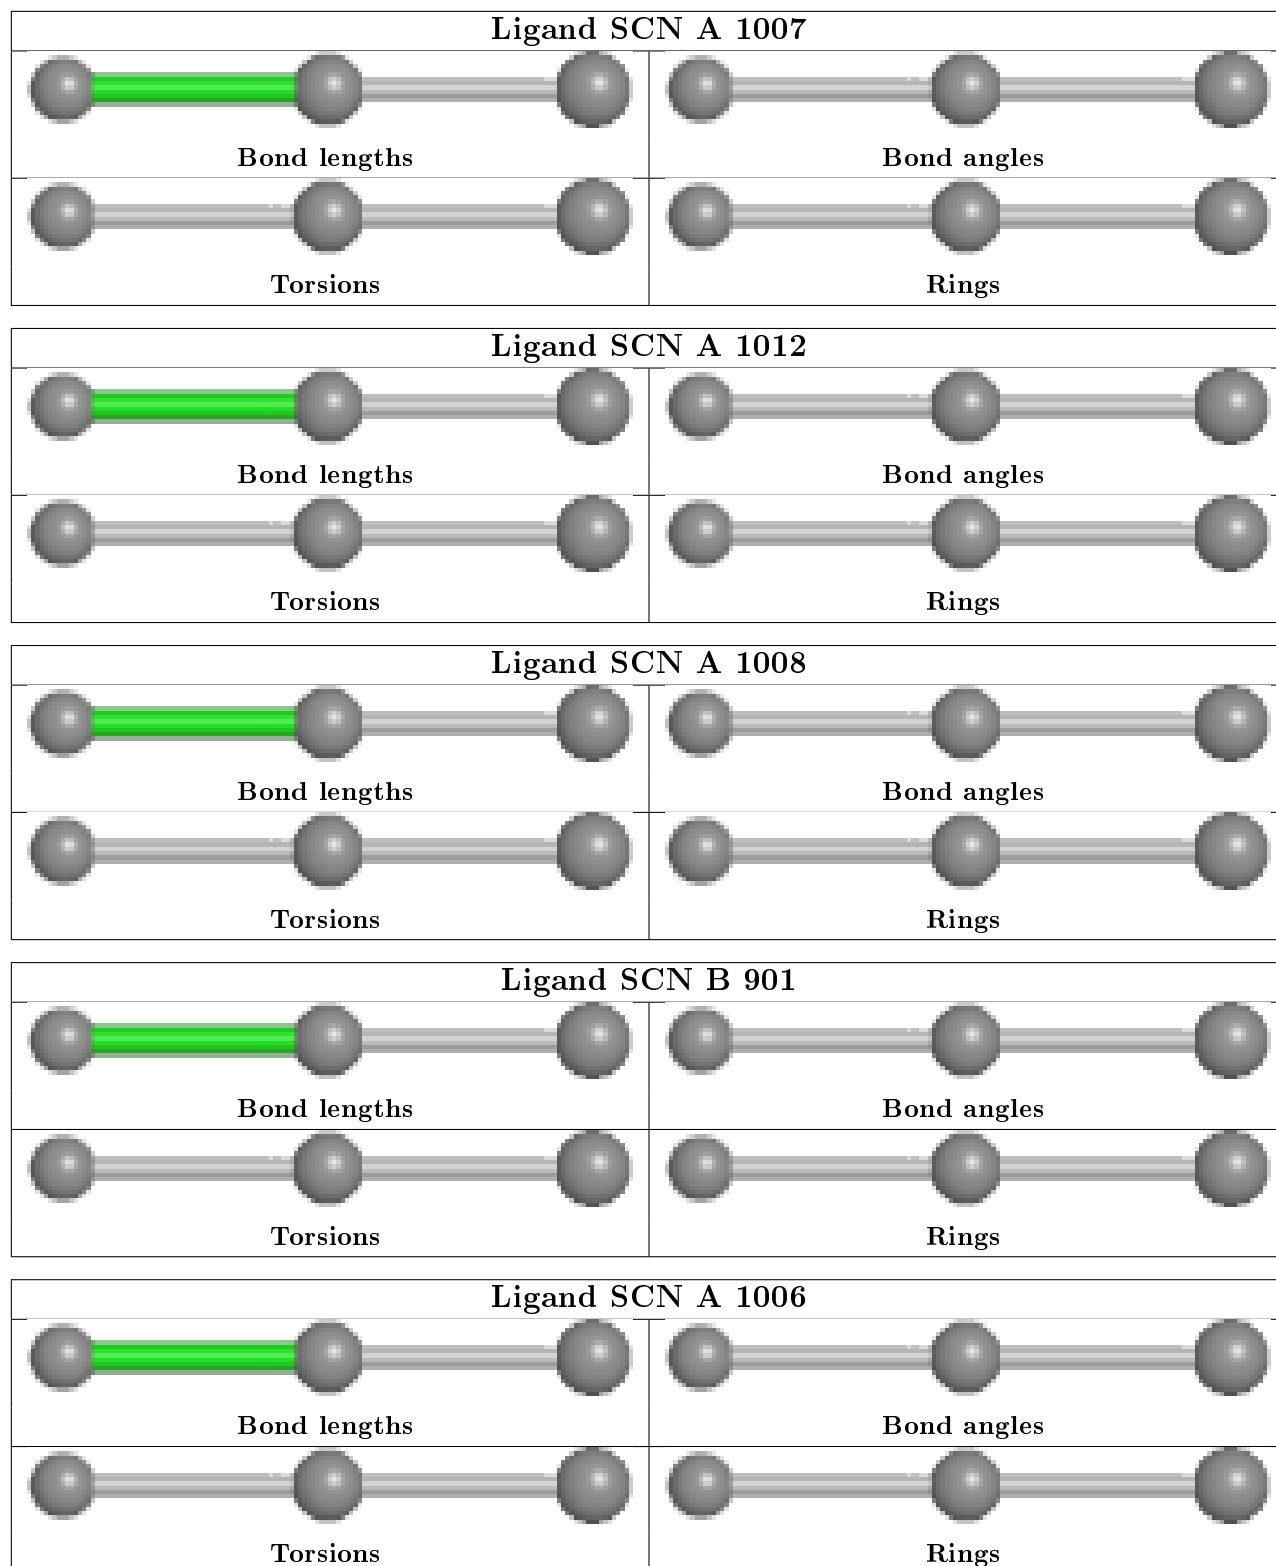 Ligand SCN A 1007
Bond lengths
Bond angles
Torsions
Rings
Ligand SCN A 1012
Bond lengths
Bond angles
Torsions
Rings
Ligand SCN A 1008
Bond lengths
Bond angles
Torsions
Rings
Ligand SCN B 901
Bond lengths
Bond angles
Torsions
Rings
Ligand SCN A 1006
Bond lengths
Bond angles
Torsions
Rings